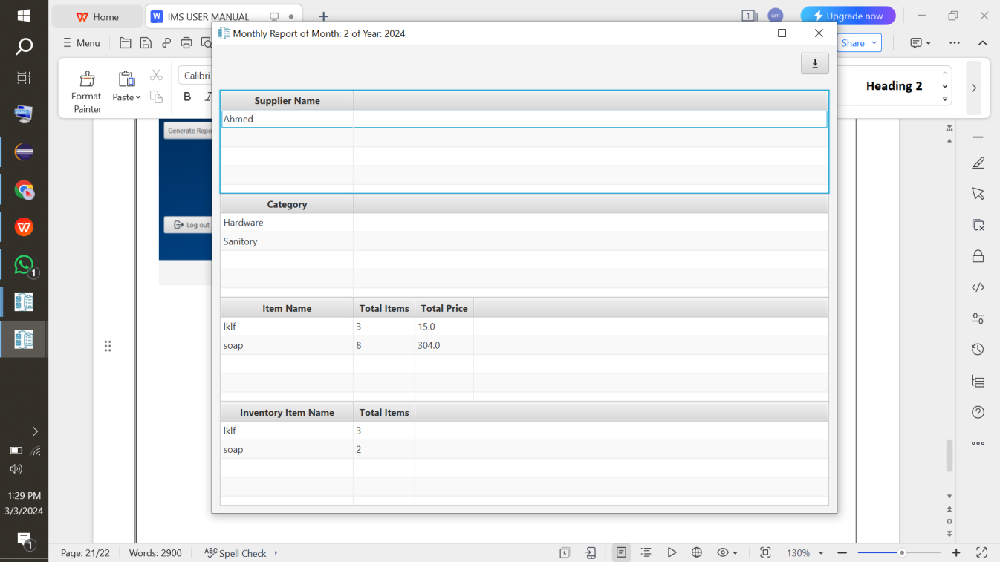 Home
IMS USER MANUAL
1
um
Upgrade now
Monthly Report of Month: 2 of Year: 2024
Menu
Share
Format Painter
Paste
Calibri
B
Heading 2
Supplier Name
Ahmed
Generate Repo
Category
Hardware
Sanitory
Log out
Item Name Total Items Total Price
lklf 3 15.0
soap 8 304.0
Inventory Item Name Total Items
lklf 3
soap 2
1
1:29 PM
3/3/2024
1
Page: 21/22 Words: 2900 Spell Check 130%